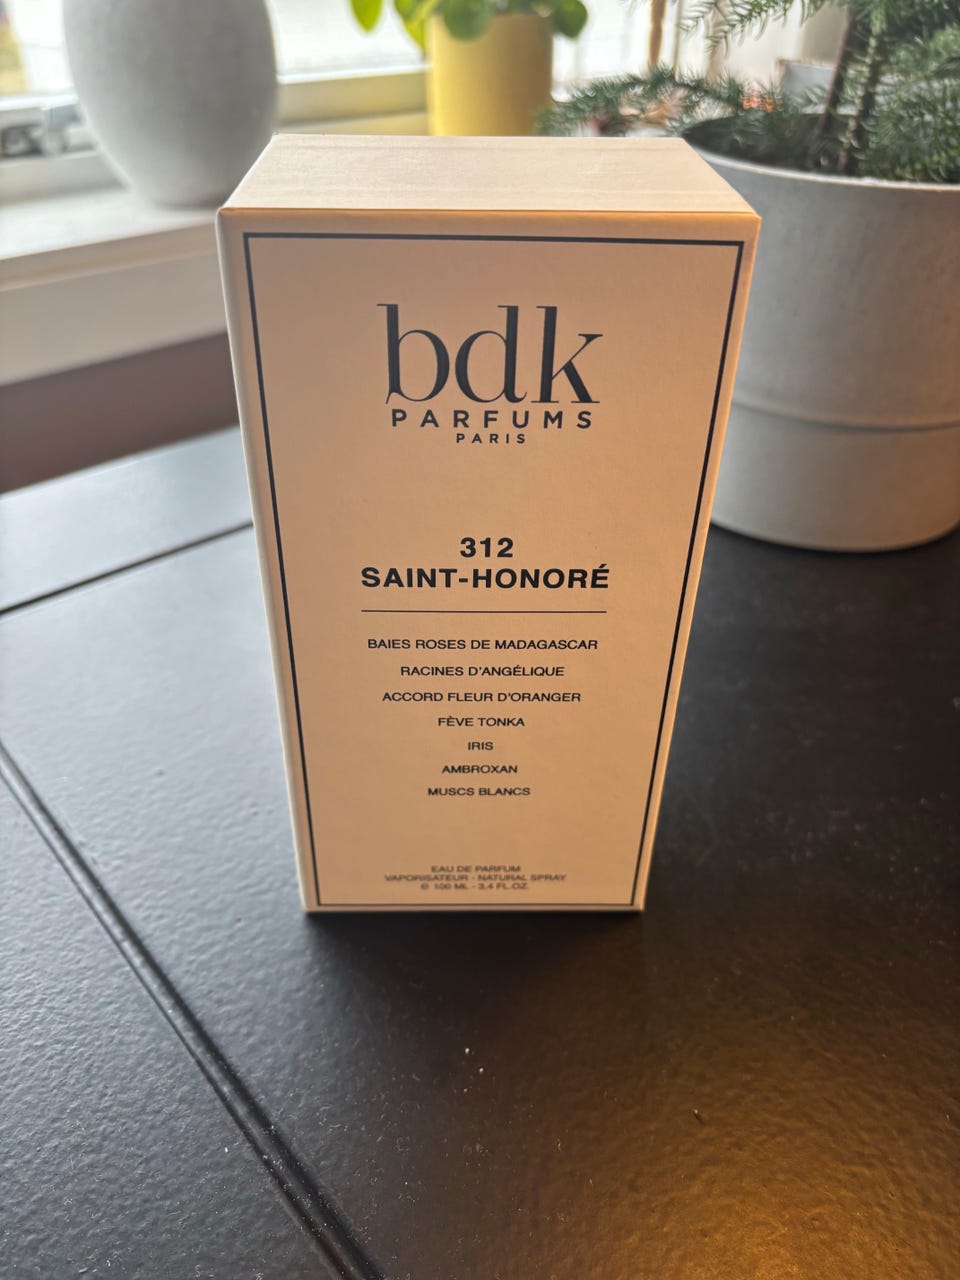 bdk
PARFUMS
PARIS
312
SAINT-HONORÉ
BAIES ROSES DE MADAGASCAR
RACINES D'ANGÉLIQUE
ACCORD FLEUR D'ORANGER
FÈVE TONKA
IRIS
AMBROXAN
MUSCS BLANCS
EAU DE PARFUM
VAPORISATEUR - NATURAL SPRAY
℮ 100 ML - 3.4 FL.OZ.